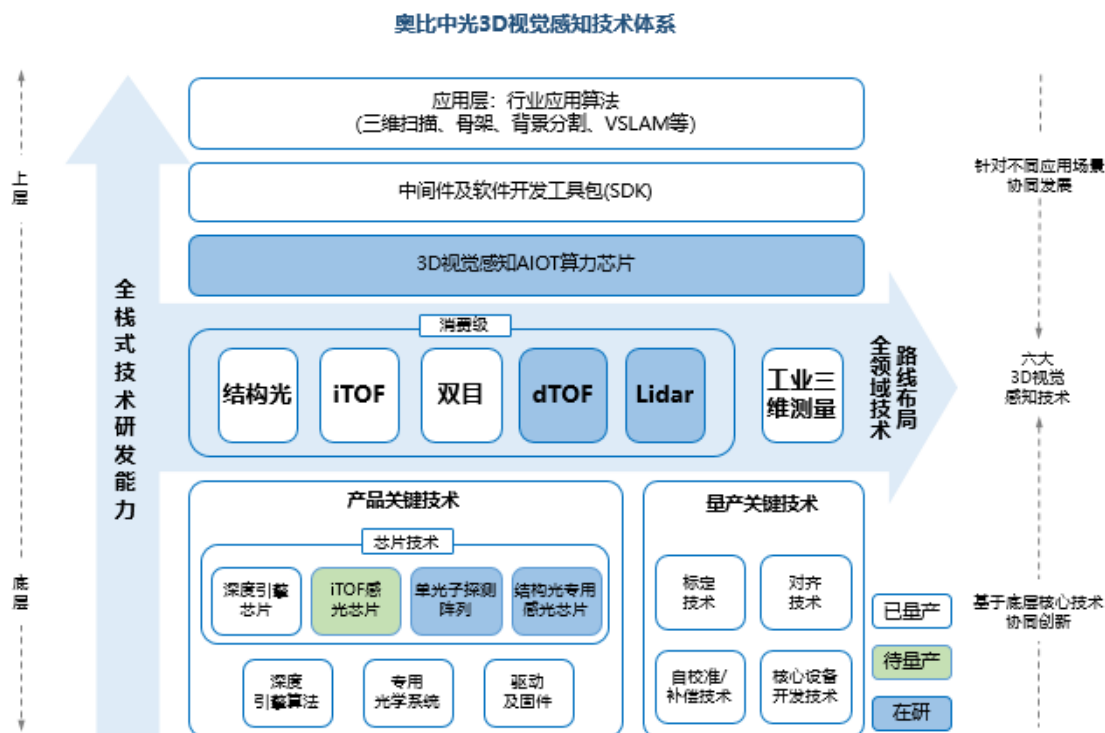 奥比中光3D视觉感知技术体系
上层
底层
全栈式技术研发能力
应用层：行业应用算法
(三维扫描、骨架、背景分割、VSLAM等)
中间件及软件开发工具包(SDK)
3D视觉感知AIOT算力芯片
消费级
结构光
iTOF
双目
dTOF
Lidar
工业三
维测量
全领域技术
路线布局
产品关键技术
芯片技术
深度引擎
芯片
iTOF感
光芯片
单光子探测
阵列
结构光专用
感光芯片
深度
引擎算法
专用
光学系统
驱动
及固件
量产关键技术
标定
技术
对齐
技术
自校准/
补偿技术
核心设备
开发技术
已量产
待量产
在研
针对不同应用场景
协同发展
六大
3D视觉
感知技术
基于底层核心技术
协同创新